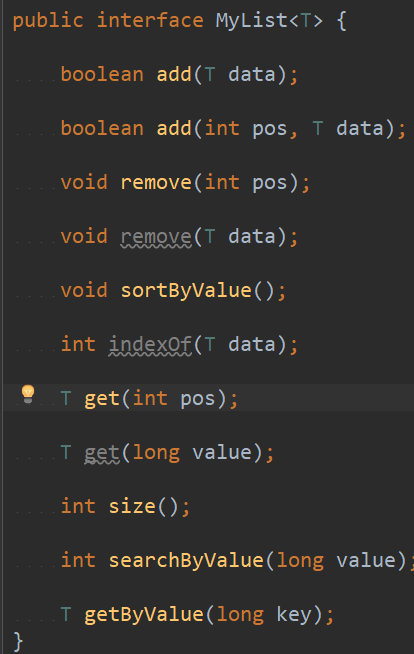 public interface MyList<T> {
boolean add(T data);
boolean add(int pos, T data);
void remove(int pos);
void remove(T data);
void sortByValue();
int indexOf(T data);
T get(int pos);
T get(long value);
int size();
int searchByValue(long value);
T getByValue(long key);
}